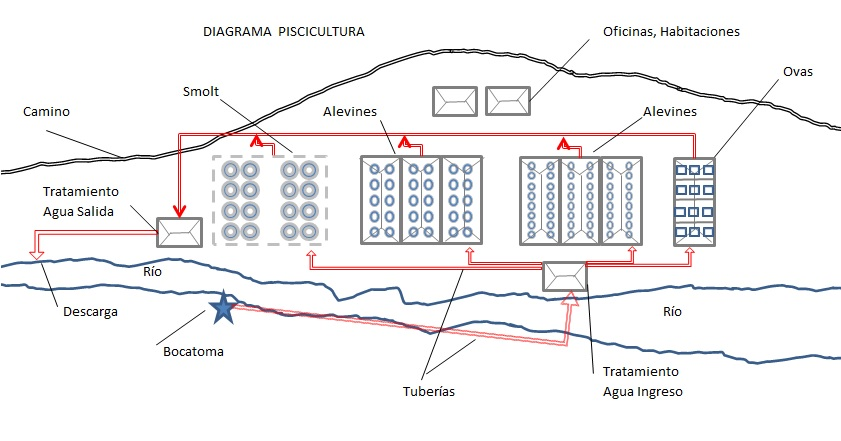 DIAGRAMA PISCICULTURA
Oficinas, Habitaciones
Ovas
Smolt
Alevines
Alevines
Camino
Tratamiento
Agua Salida
Río
Descarga
Río
Bocatoma
Tuberías
Tratamiento
Agua Ingreso